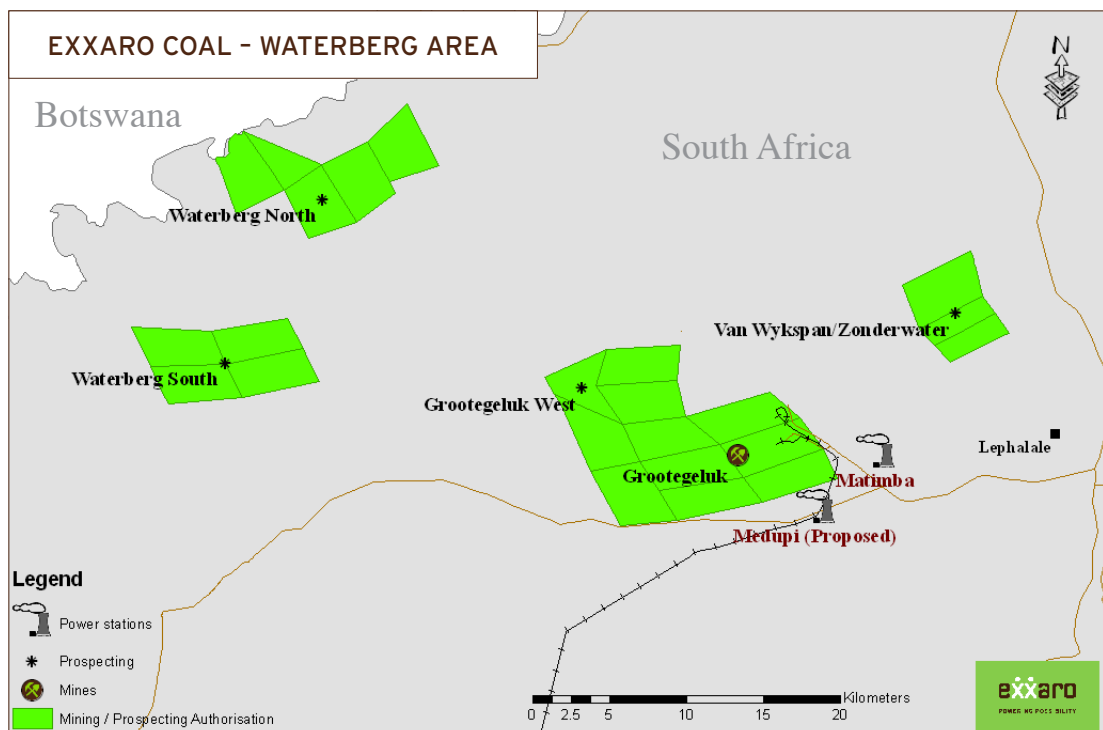 EXXARO COAL – WATERBERG AREA
N
Botswana
South Africa
Waterberg North
Van Wykspan/Zonderwater
Waterberg South
Grootegeluk West
Lephalale
Grootegeluk
Matimba
Medupi (Proposed)
Legend
Power stations
Prospecting
Mines
Mining / Prospecting Authorisation
Kilometers
0 2.5 5 10 15 20
exxaro
POWERING POSSIBILITY